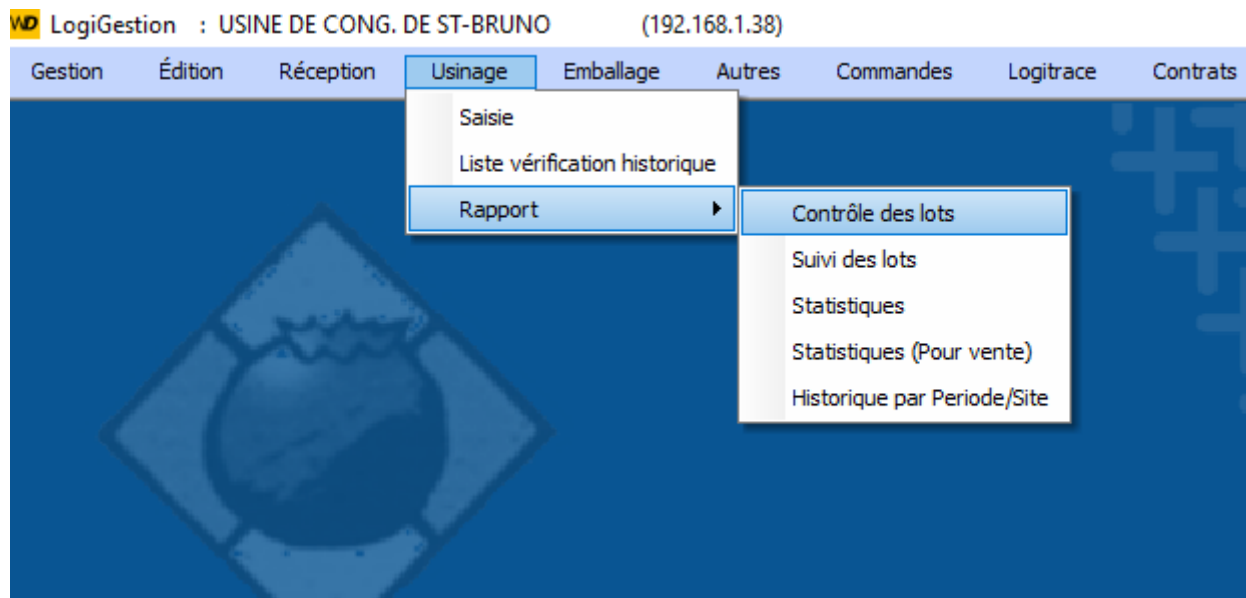 WD LogiGestion : USINE DE CONG. DE ST-BRUNO (192.168.1.38)
Gestion Édition Réception Usinage Emballage Autres Commandes Logitrace Contrats
Saisie
Liste vérification historique
Rapport
Contrôle des lots
Suivi des lots
Statistiques
Statistiques (Pour vente)
Historique par Periode/Site